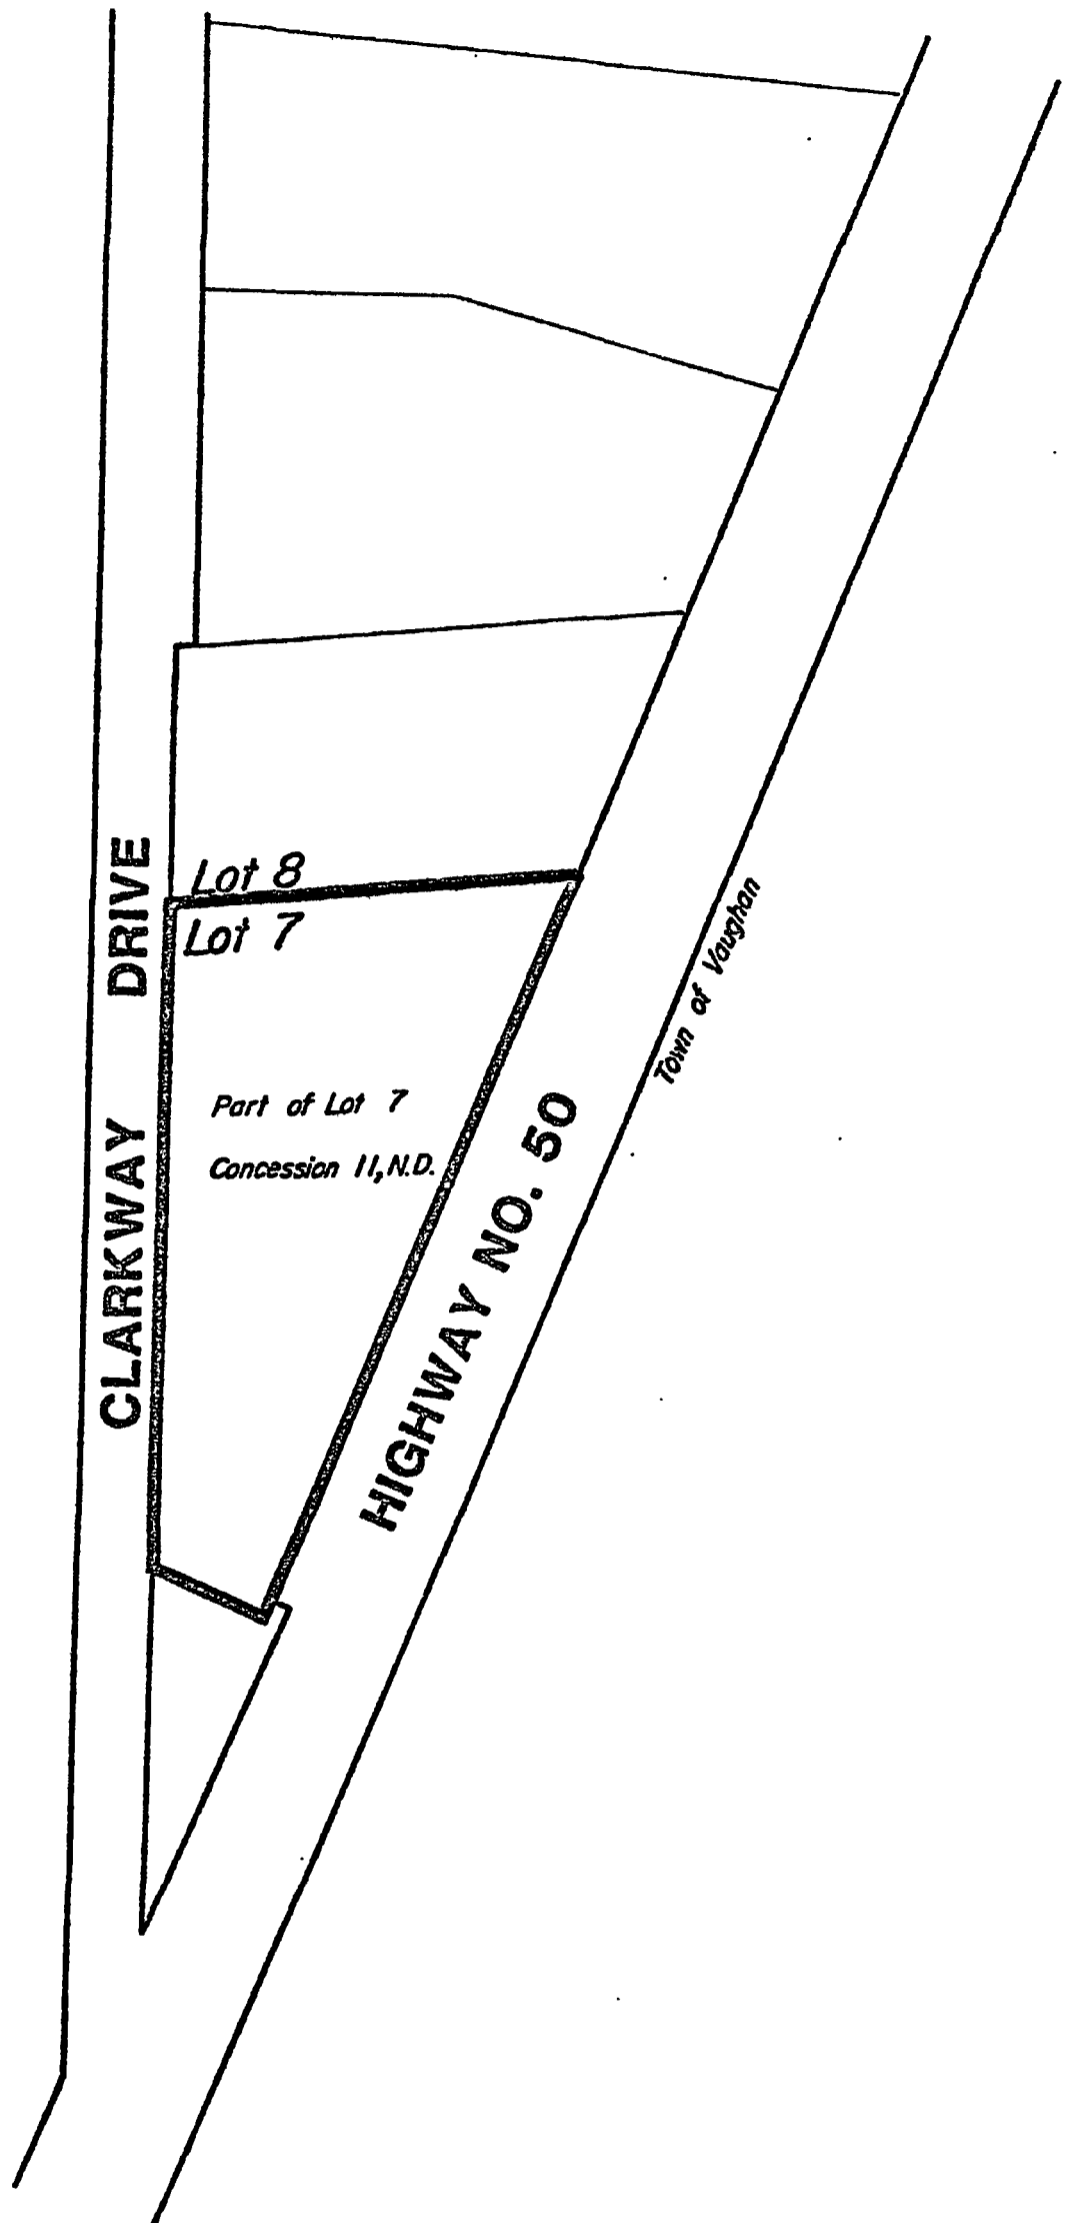 Lot 8
Lot 7
CLARKWAY DRIVE
Part of Lot 7
Concession 11, N.D.
HIGHWAY NO. 50
Town of Vaughan